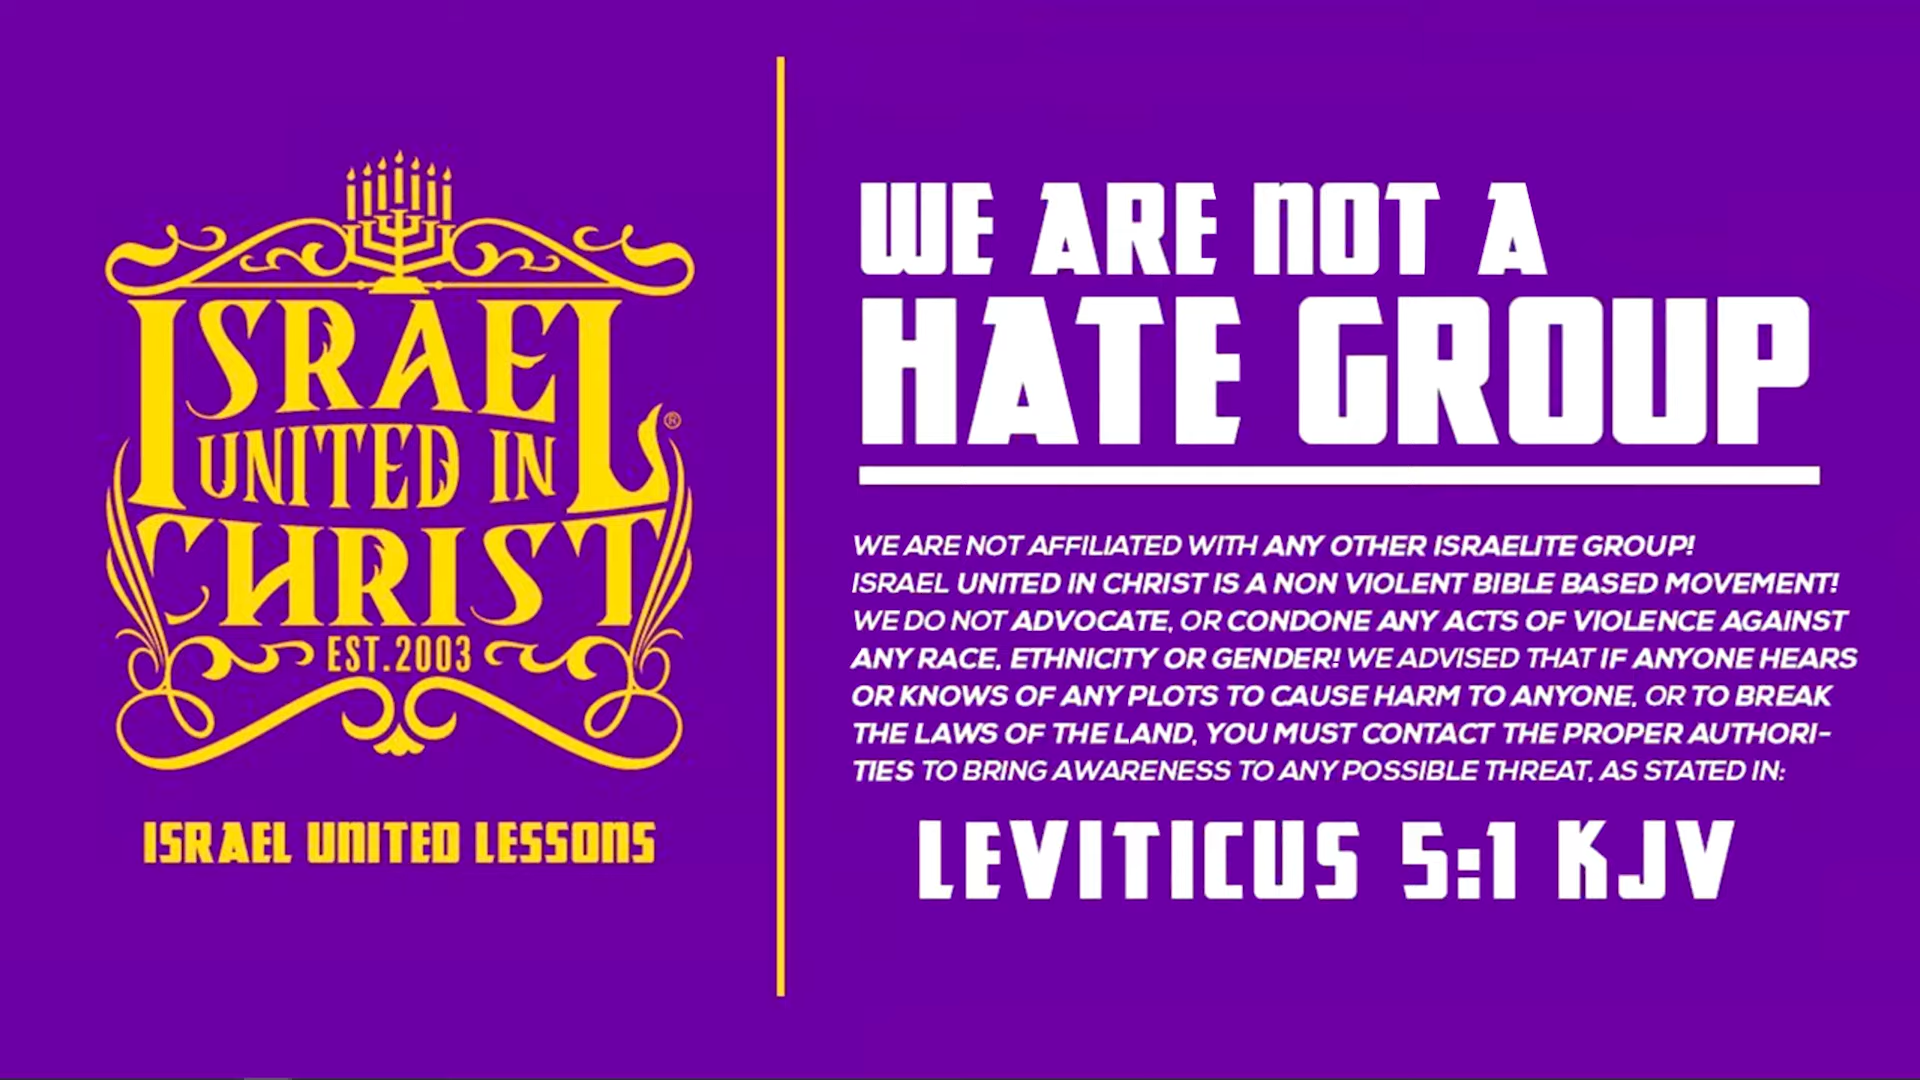 ISRAEL
UNITED IN
CHRIST
®
EST.2003
ISRAEL UNITED LESSONS
WE ARE NOT A
HATE GROUP
WE ARE NOT AFFILIATED WITH ANY OTHER ISRAELITE GROUP!
ISRAEL UNITED IN CHRIST IS A NON VIOLENT BIBLE BASED MOVEMENT!
WE DO NOT ADVOCATE, OR CONDONE ANY ACTS OF VIOLENCE AGAINST
ANY RACE, ETHNICITY OR GENDER! WE ADVISED THAT IF ANYONE HEARS
OR KNOWS OF ANY PLOTS TO CAUSE HARM TO ANYONE, OR TO BREAK
THE LAWS OF THE LAND, YOU MUST CONTACT THE PROPER AUTHORI-
TIES TO BRING AWARENESS TO ANY POSSIBLE THREAT, AS STATED IN:
LEVITICUS 5:1 KJV